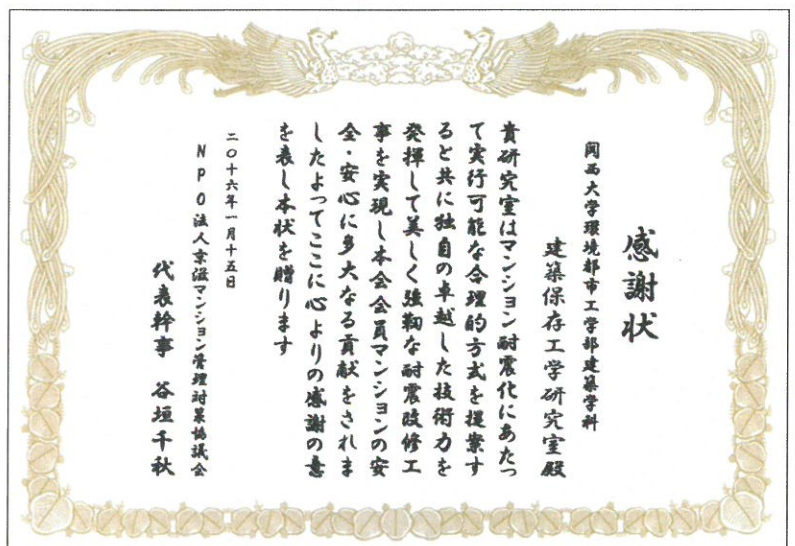 感謝状
関西大学環境都市工学部建築学科
建築保存工学研究室殿
貴研究室はマンション耐震化にあたっ
て実行可能な合理的方式を提案す
ると共に独自の卓越した技術力を
発揮して美しく強靭な耐震改修工
事を実現し本会会員マンションの安
全・安心に多大なる貢献をされま
したよってここに心よりの感謝の意
を表し本状を贈ります
二〇十六年一月十五日
NPO法人京滋マンション管理対策協議会
代表幹事 谷垣千秋